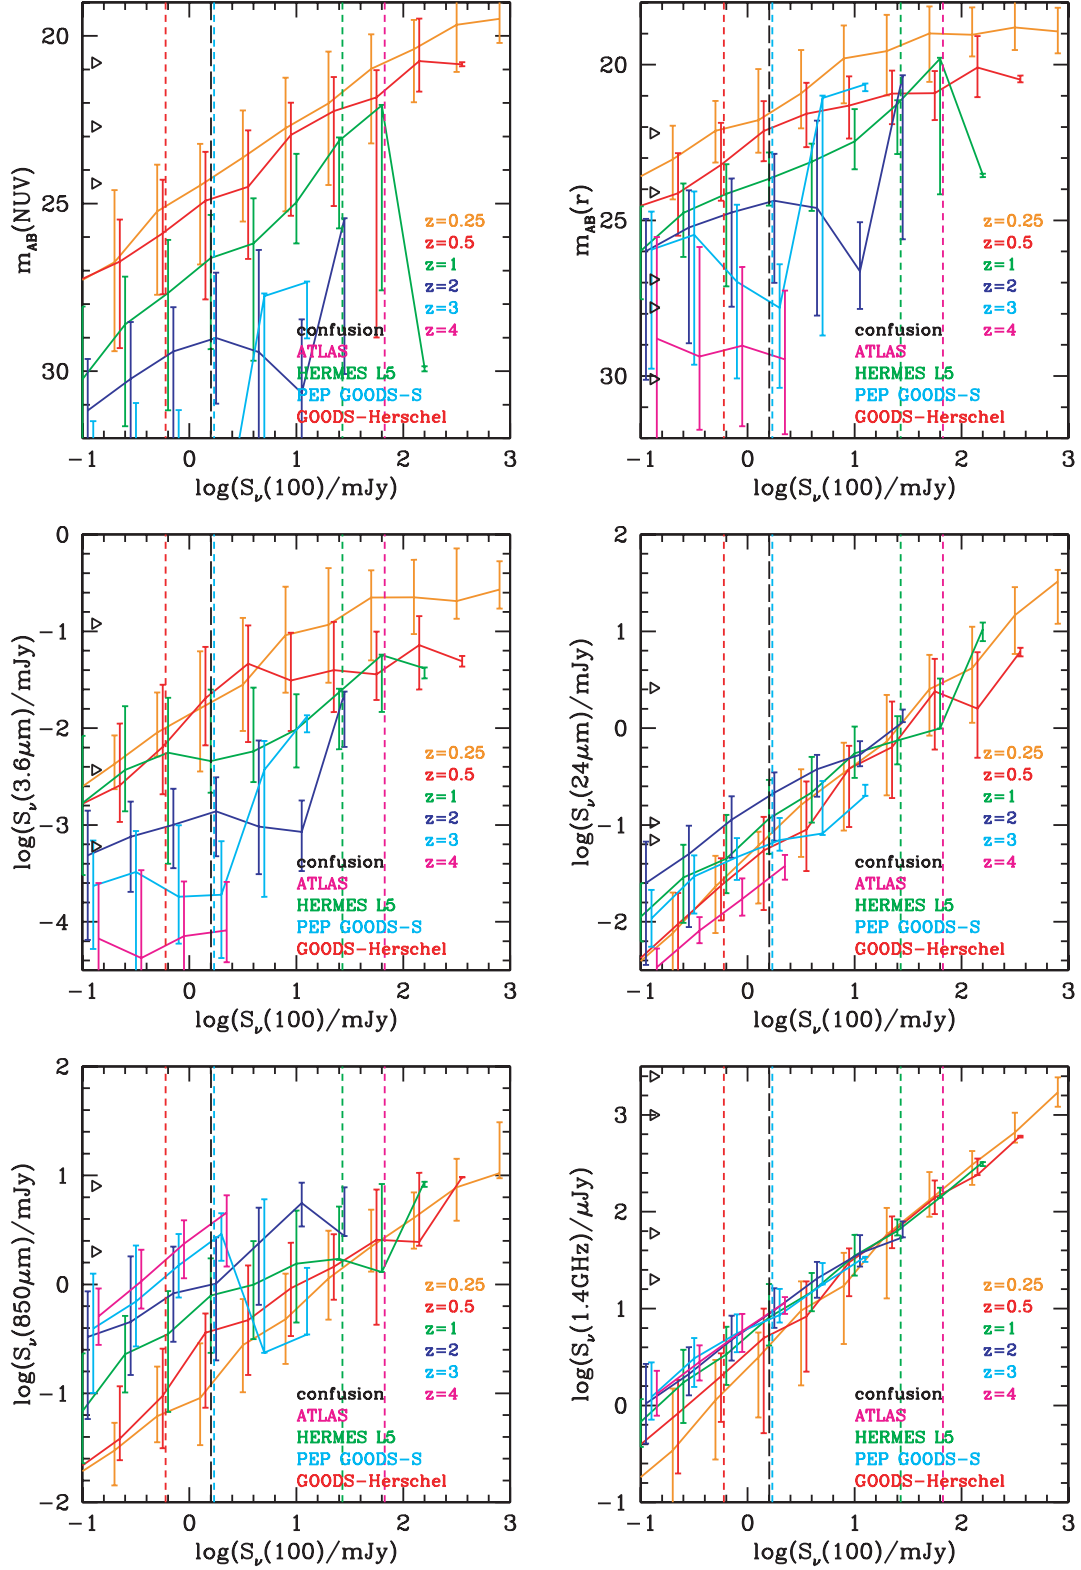 20
25
30
m_AB(NUV)
z=0.25
z=0.5
z=1
z=2
z=3
z=4
confusion
ATLAS
HERMES L5
PEP GOODS-S
GOODS-Herschel
-1 0 1 2 3
log(S_ν(100)/mJy)
20
25
30
m_AB(r)
z=0.25
z=0.5
z=1
z=2
z=3
z=4
confusion
ATLAS
HERMES L5
PEP GOODS-S
GOODS-Herschel
-1 0 1 2 3
log(S_ν(100)/mJy)
0
-1
-2
-3
-4
log(S_ν(3.6μm)/mJy)
z=0.25
z=0.5
z=1
z=2
z=3
z=4
confusion
ATLAS
HERMES L5
PEP GOODS-S
GOODS-Herschel
-1 0 1 2 3
log(S_ν(100)/mJy)
2
1
0
-1
-2
log(S_ν(24μm)/mJy)
z=0.25
z=0.5
z=1
z=2
z=3
z=4
confusion
ATLAS
HERMES L5
PEP GOODS-S
GOODS-Herschel
-1 0 1 2 3
log(S_ν(100)/mJy)
2
1
0
-1
-2
log(S_ν(850μm)/mJy)
z=0.25
z=0.5
z=1
z=2
z=3
z=4
confusion
ATLAS
HERMES L5
PEP GOODS-S
GOODS-Herschel
-1 0 1 2 3
log(S_ν(100)/mJy)
3
2
1
0
-1
log(S_ν(1.4GHz)/μJy)
z=0.25
z=0.5
z=1
z=2
z=3
z=4
confusion
ATLAS
HERMES L5
PEP GOODS-S
GOODS-Herschel
-1 0 1 2 3
log(S_ν(100)/mJy)